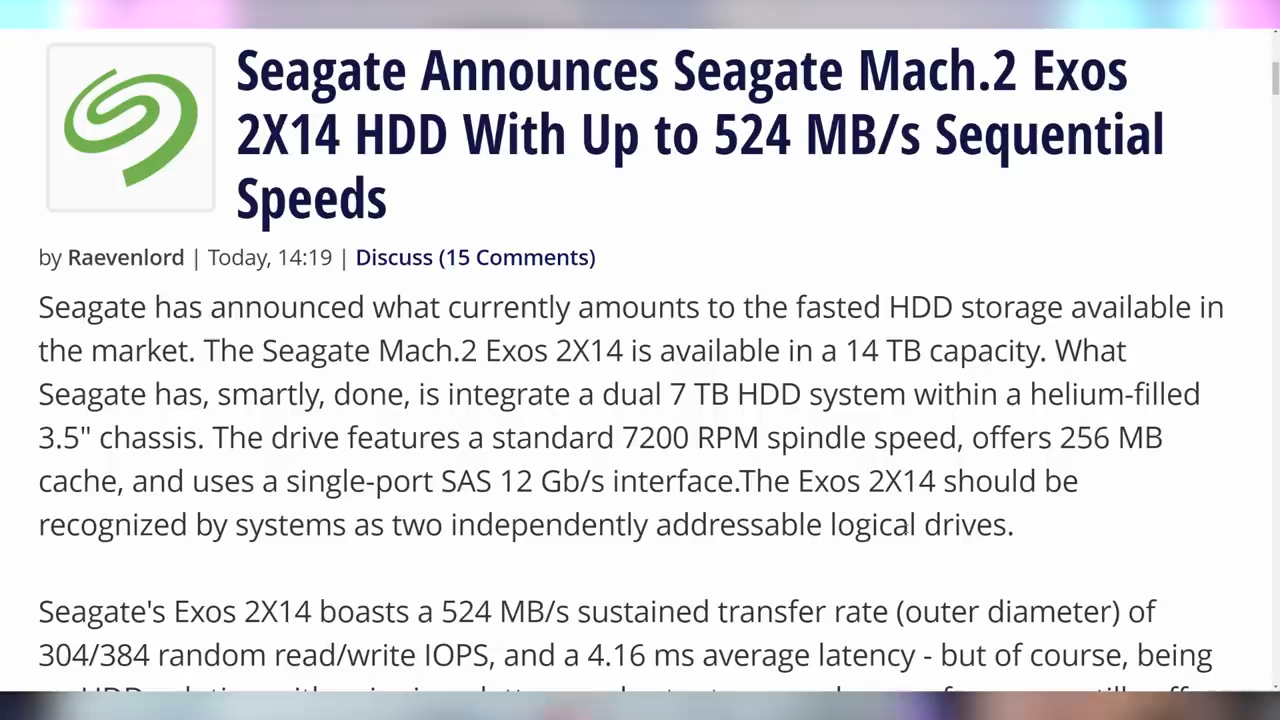 Seagate Announces Seagate Mach.2 Exos
2X14 HDD With Up to 524 MB/s Sequential
Speeds
by Raevenlord | Today, 14:19 | Discuss (15 Comments)
Seagate has announced what currently amounts to the fasted HDD storage available in
the market. The Seagate Mach.2 Exos 2X14 is available in a 14 TB capacity. What
Seagate has, smartly, done, is integrate a dual 7 TB HDD system within a helium-filled
3.5" chassis. The drive features a standard 7200 RPM spindle speed, offers 256 MB
cache, and uses a single-port SAS 12 Gb/s interface.The Exos 2X14 should be
recognized by systems as two independently addressable logical drives.
Seagate's Exos 2X14 boasts a 524 MB/s sustained transfer rate (outer diameter) of
304/384 random read/write IOPS, and a 4.16 ms average latency - but of course, being